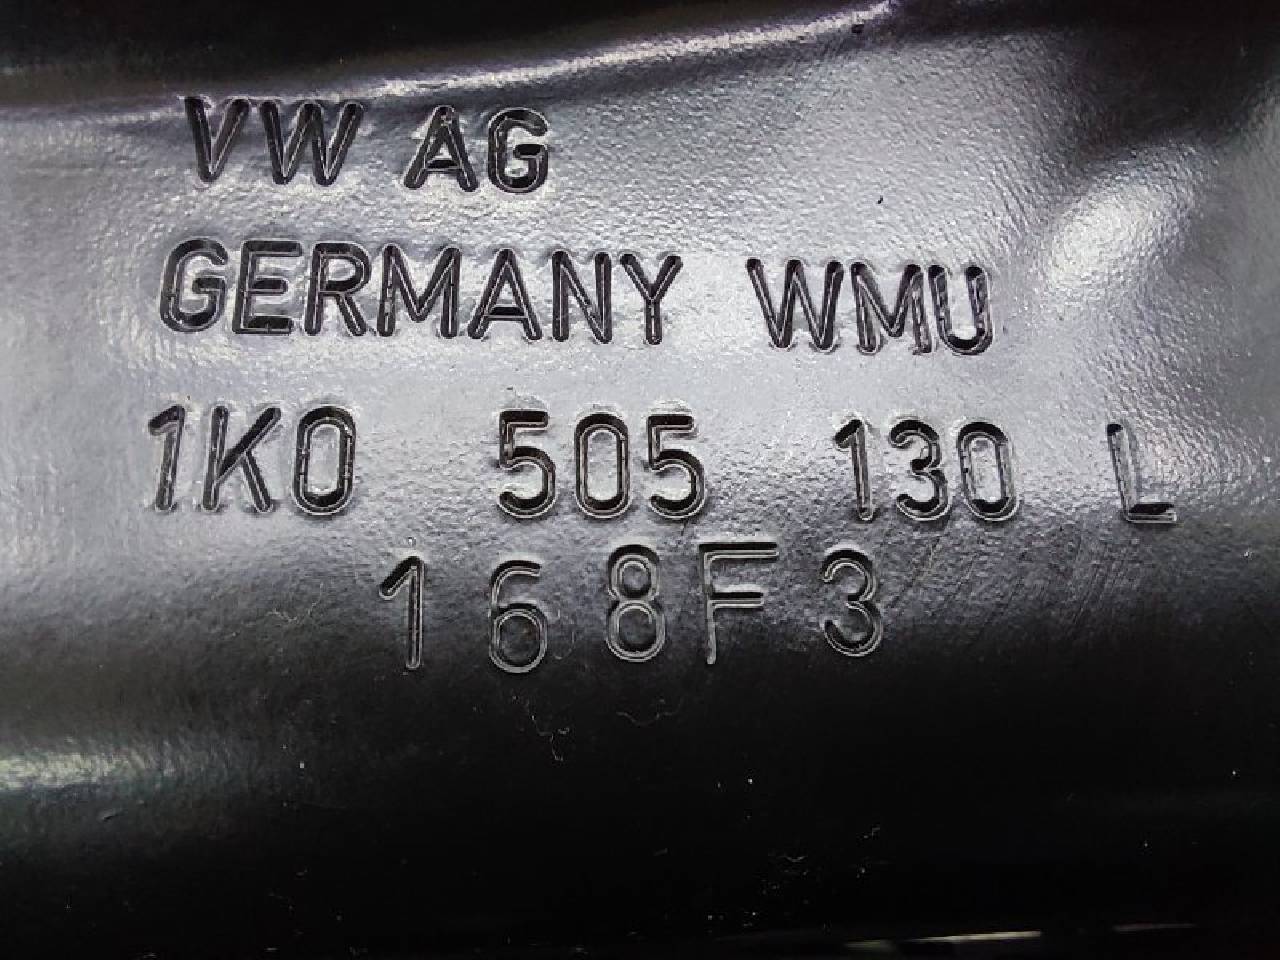 VW AG
GERMANY WMU
1K0 505 130 L
168F3